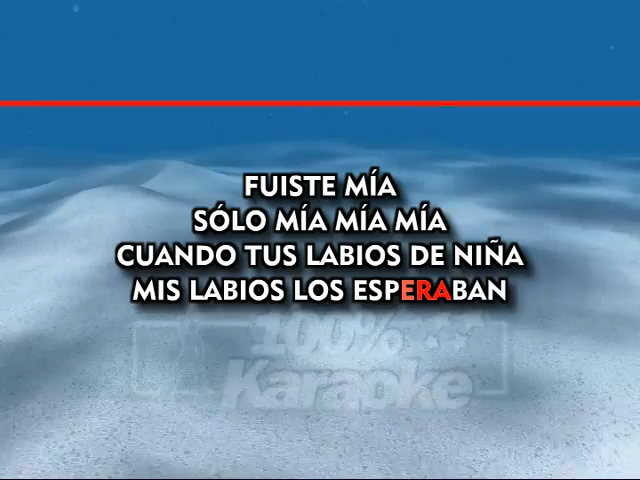 FUISTE MÍA
SÓLO MÍA MÍA MÍA
CUANDO TUS LABIOS DE NIÑA
MIS LABIOS LOS ESPERABAN
100%
Karaoke